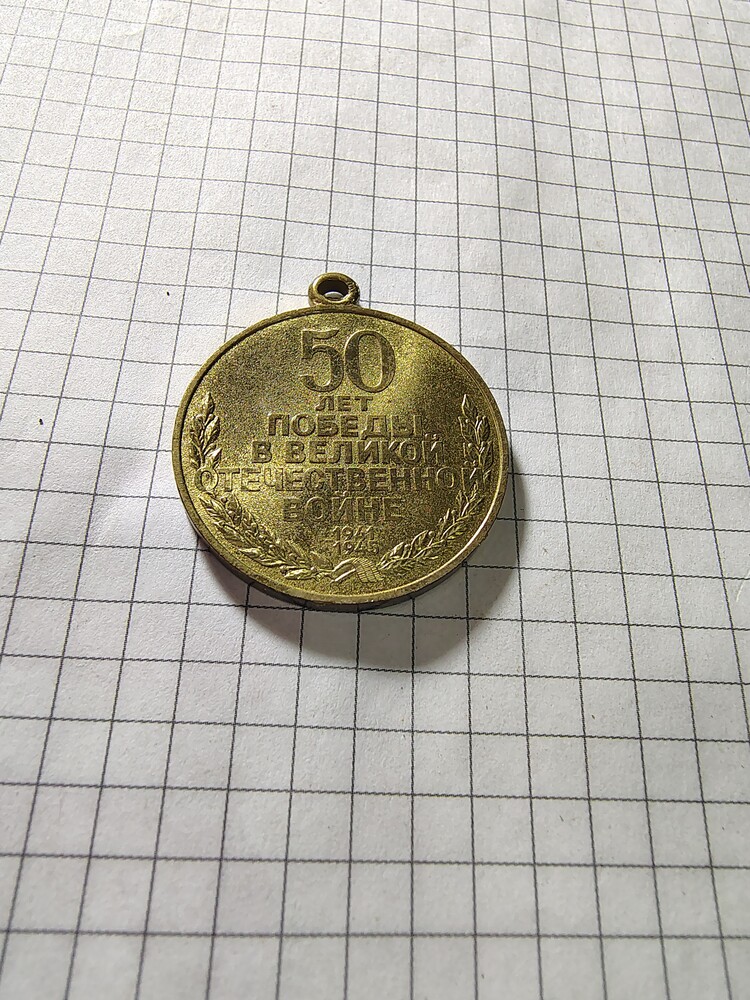 50
ЛЕТ
ПОБЕДЫ
В ВЕЛИКОЙ
ОТЕЧЕСТВЕННОЙ
ВОЙНЕ
1941
1945